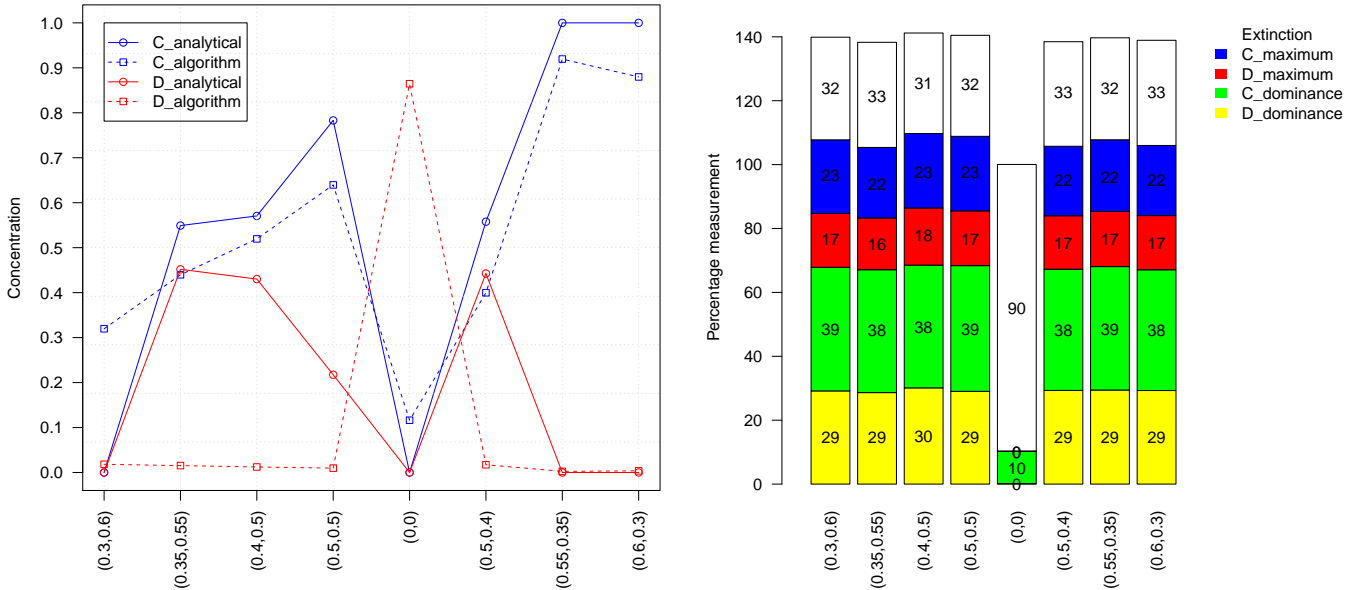 C_analytical
C_algorithm
D_analytical
D_algorithm
Concentration
1.0
0.9
0.8
0.7
0.6
0.5
0.4
0.3
0.2
0.1
0.0
(0.3,0.6)
(0.35,0.55)
(0.4,0.5)
(0.5,0.5)
(0,0)
(0.5,0.4)
(0.55,0.35)
(0.6,0.3)
Percentage measurement
140
120
100
80
60
40
20
0
32 33 31 32 90 33 32 33
23 22 23 23 0 22 22 22
17 16 18 17 0 17 17 17
39 38 38 39 10 38 39 38
29 29 30 29 0 29 29 29
(0.3,0.6)
(0.35,0.55)
(0.4,0.5)
(0.5,0.5)
(0,0)
(0.5,0.4)
(0.55,0.35)
(0.6,0.3)
Extinction
C_maximum
D_maximum
C_dominance
D_dominance